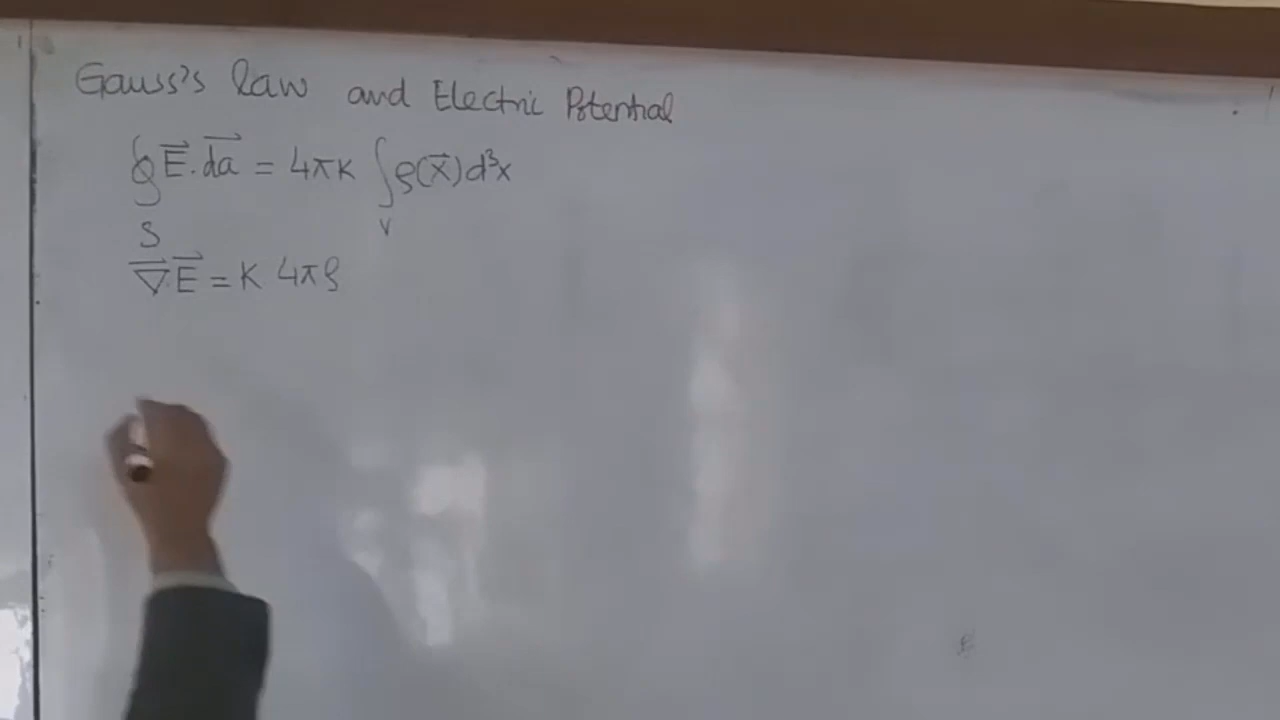 Gauss's law and Electric Potential
∮ E⃗.da⃗ = 4πK ∫ρ(x⃗)d³x
S V
∇⃗.E⃗ = K 4πρ